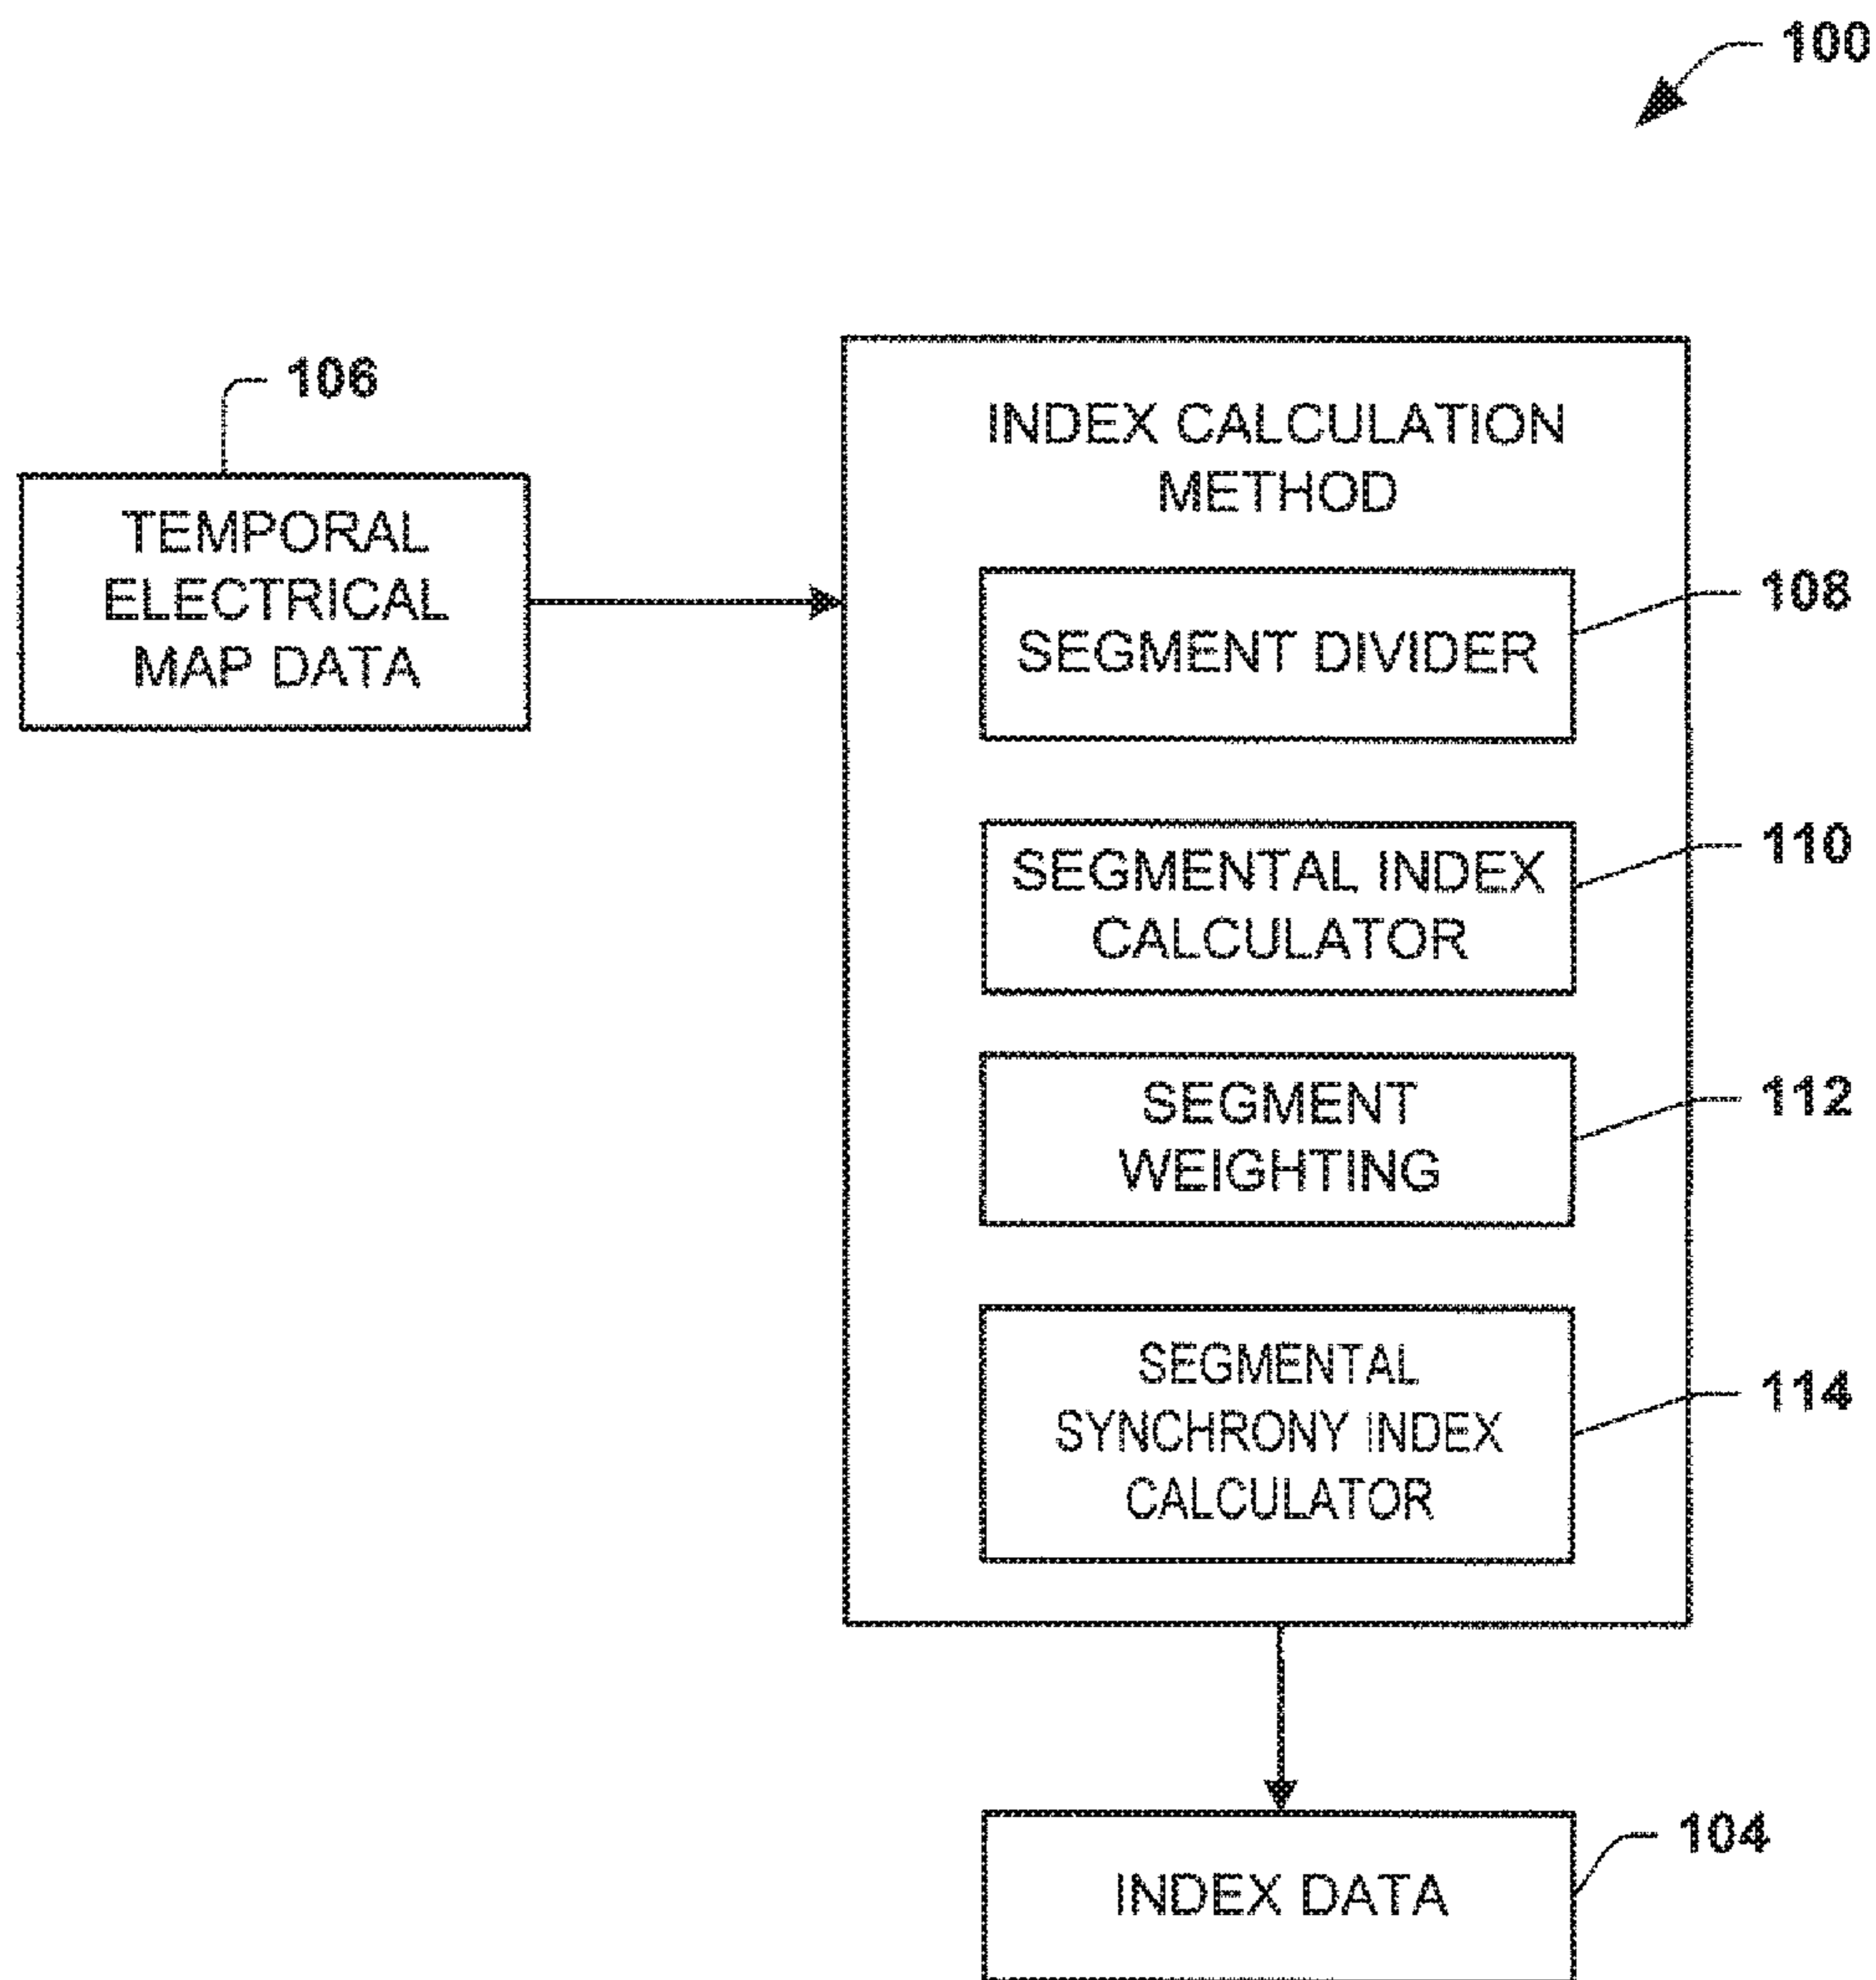 100
106
TEMPORAL
ELECTRICAL
MAP DATA
INDEX CALCULATION
METHOD
SEGMENT DIVIDER
108
SEGMENTAL INDEX
CALCULATOR
110
SEGMENT
WEIGHTING
112
SEGMENTAL
SYNCHRONY INDEX
CALCULATOR
114
INDEX DATA
104